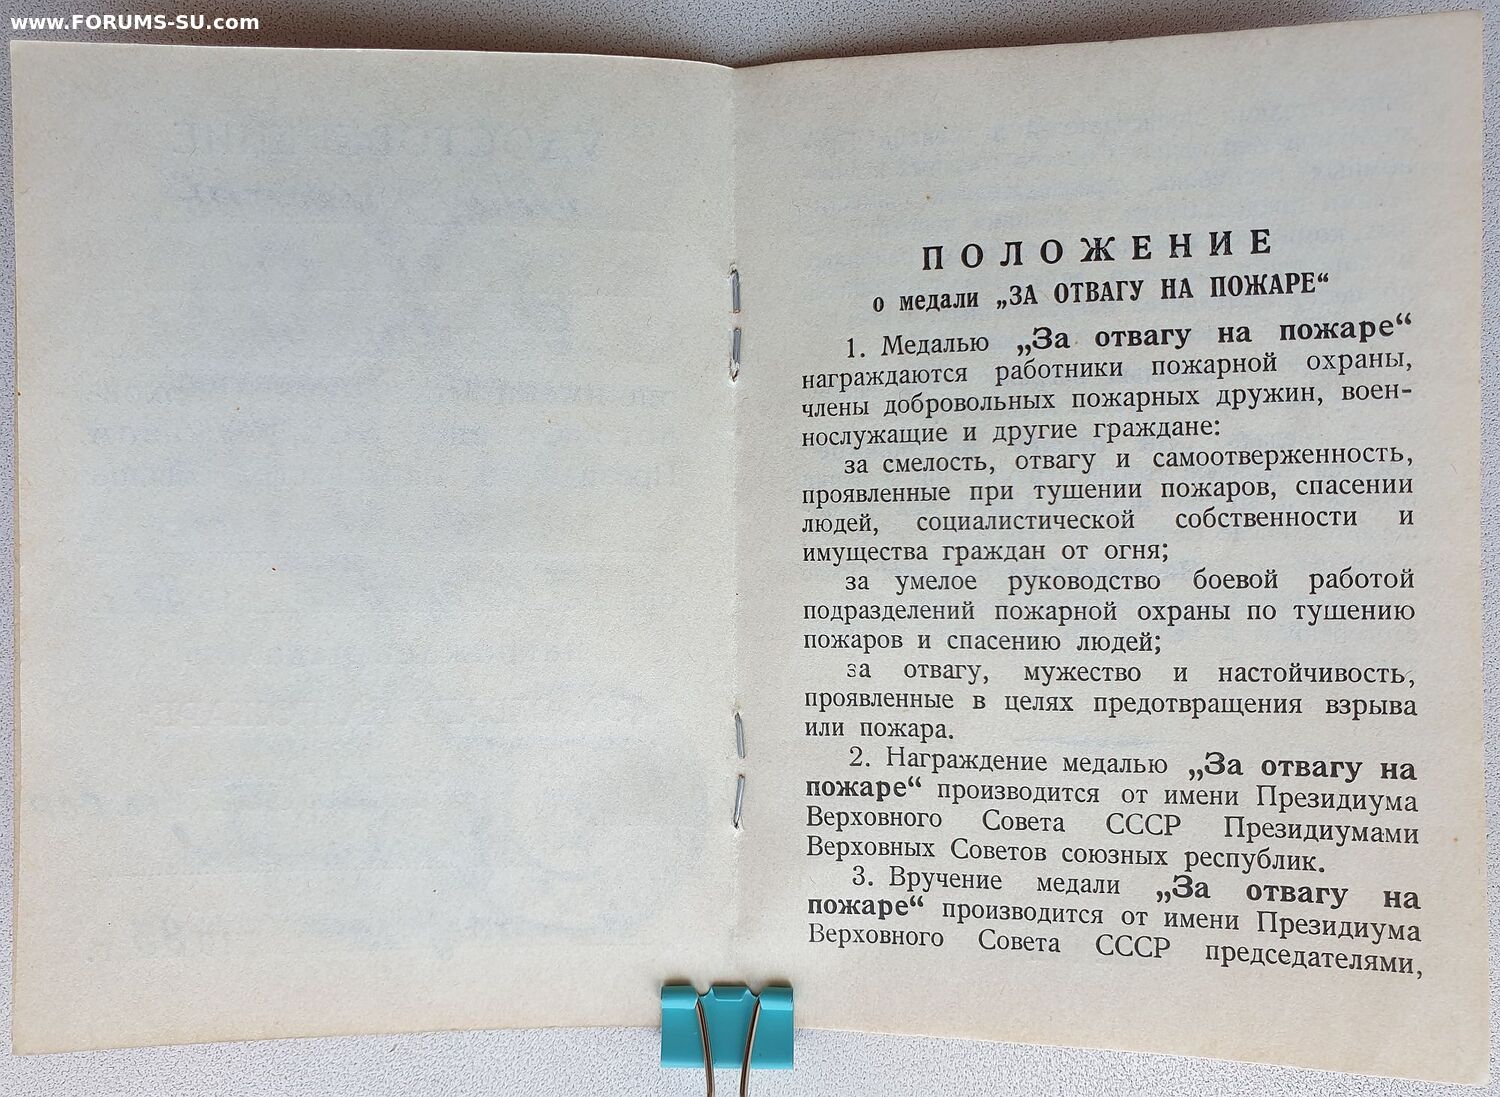 www.FORUMS-SU.com
ПОЛОЖЕНИЕ
о медали „ЗА ОТВАГУ НА ПОЖАРЕ“
1. Медалью „За отвагу на пожаре“
награждаются работники пожарной охраны,
члены добровольных пожарных дружин, воен-
нослужащие и другие граждане:
за смелость, отвагу и самоотверженность,
проявленные при тушении пожаров, спасении
людей, социалистической собственности и
имущества граждан от огня;
за умелое руководство боевой работой
подразделений пожарной охраны по тушению
пожаров и спасению людей;
за отвагу, мужество и настойчивость,
проявленные в целях предотвращения взрыва
или пожара.
2. Награждение медалью „За отвагу на
пожаре“ производится от имени Президиума
Верховного Совета СССР Президиумами
Верховных Советов союзных республик.
3. Вручение медали „За отвагу на
пожаре“ производится от имени Президиума
Верховного Совета СССР председателями,